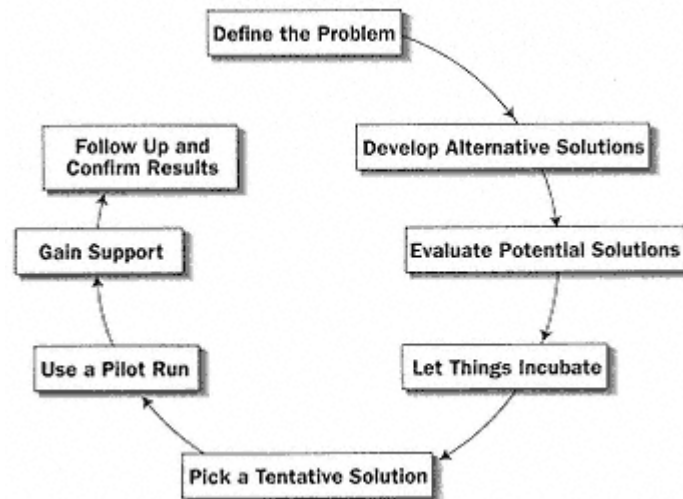 Define the Problem
Develop Alternative Solutions
Evaluate Potential Solutions
Let Things Incubate
Pick a Tentative Solution
Use a Pilot Run
Gain Support
Follow Up and
Confirm Results